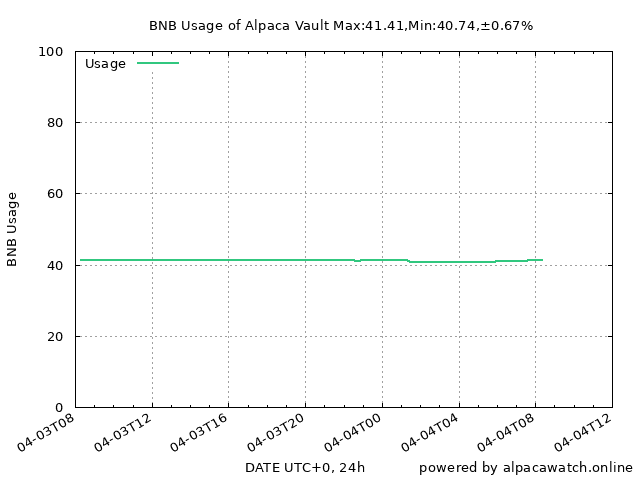 BNB Usage of Alpaca Vault Max:41.41,Min:40.74,±0.67%
Usage
100
80
60
40
20
0
BNB Usage
04-03T08
04-03T12
04-03T16
04-03T20
04-04T00
04-04T04
04-04T08
04-04T12
DATE UTC+0, 24h
powered by alpacawatch.online